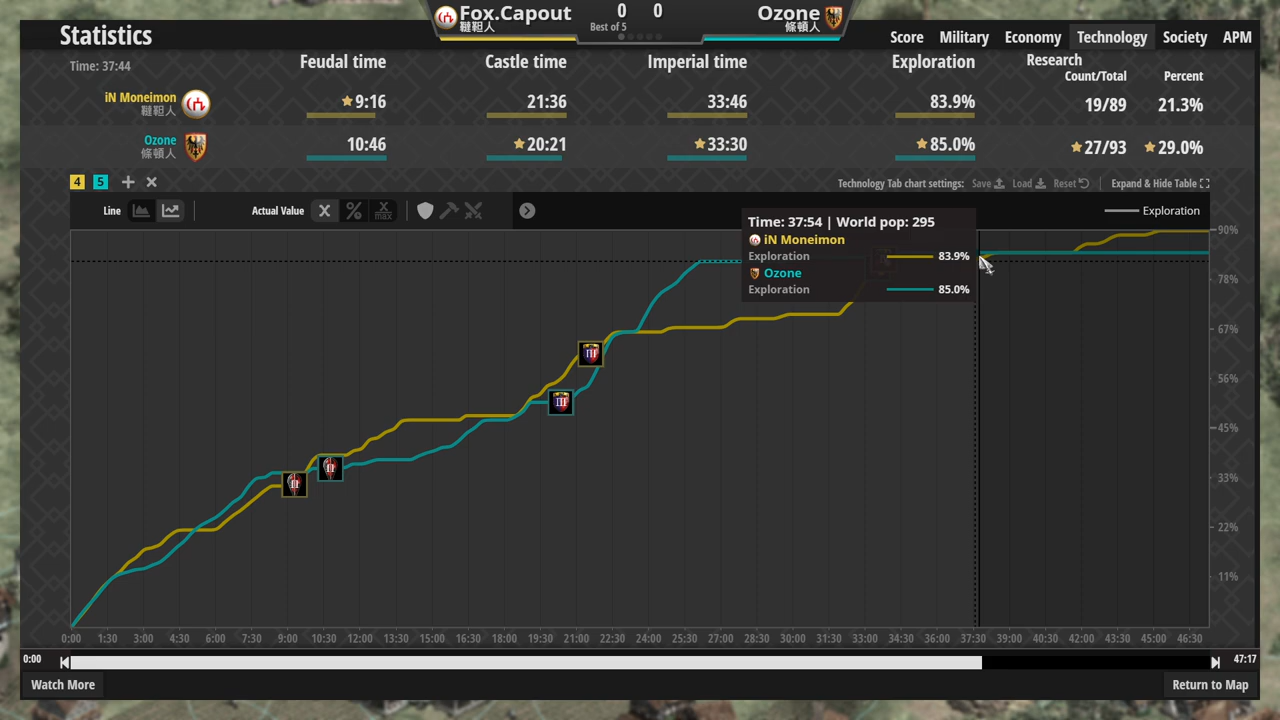 Fox.Capout
韃靼人
0 0
Best of 5
Ozone
條頓人
Statistics
Score Military Economy Technology Society APM
Time: 37:44
Feudal time Castle time Imperial time Exploration Research
Count/Total Percent
iN Moneimon
韃靼人
9:16 21:36 33:46 83.9% 19/89 21.3%
Ozone
條頓人
10:46 20:21 33:30 85.0% 27/93 29.0%
4 5
Technology Tab chart settings: Save Load Reset Expand & Hide Table
Line Actual Value X % X max
Exploration
Time: 37:54 | World pop: 295
iN Moneimon
Exploration 83.9%
Ozone
Exploration 85.0%
90%
78%
67%
56%
45%
33%
22%
11%
III
III
II
II
0:00 1:30 3:00 4:30 6:00 7:30 9:00 10:30 12:00 13:30 15:00 16:30 18:00 19:30 21:00 22:30 24:00 25:30 27:00 28:30 30:00 31:30 33:00 34:30 36:00 37:30 39:00 40:30 42:00 43:30 45:00 46:30
0:00 47:17
Watch More Return to Map